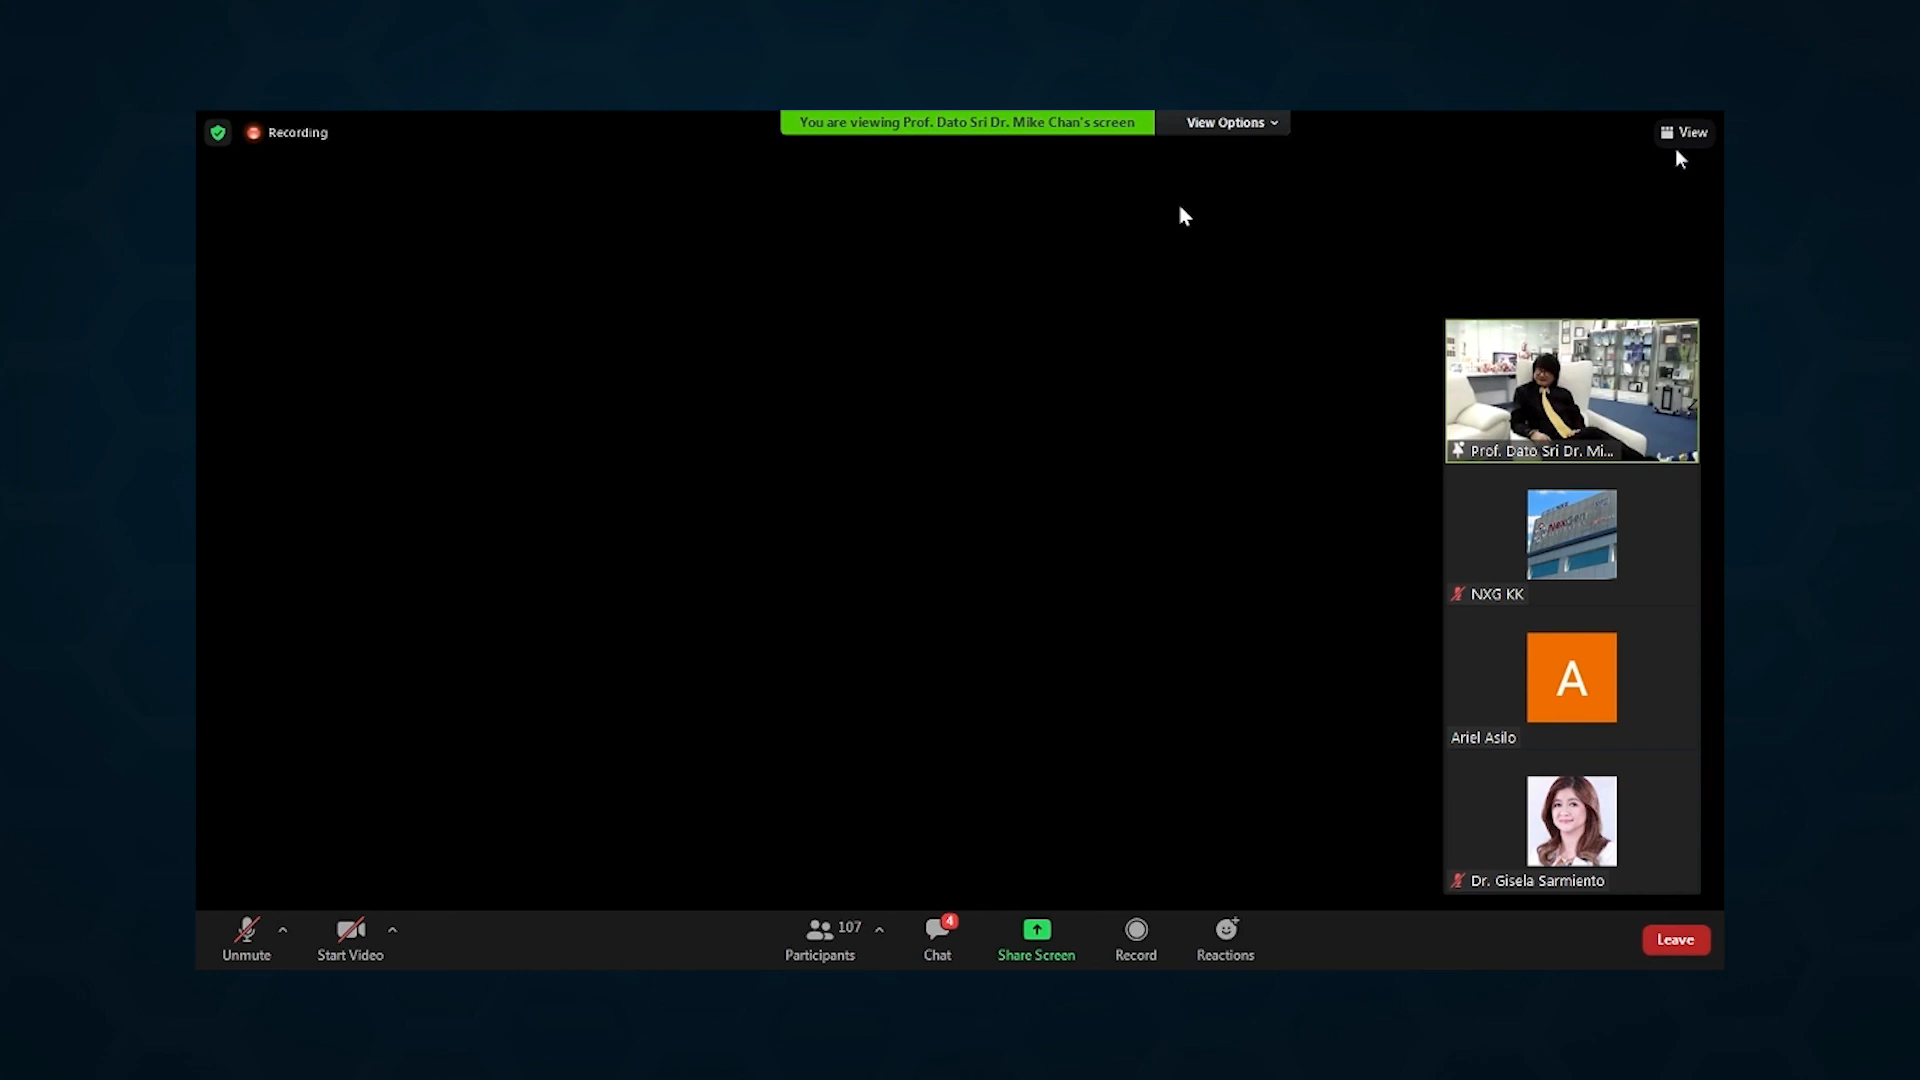 Recording
You are viewing Prof. Dato Sri Dr. Mike Chan's screen
View Options
View
Prof. Dato Sri Dr. Mi...
NXG KK
A
Ariel Asilo
Dr. Gisela Sarmiento
Unmute
Start Video
107
Participants
4
Chat
Share Screen
Record
Reactions
Leave